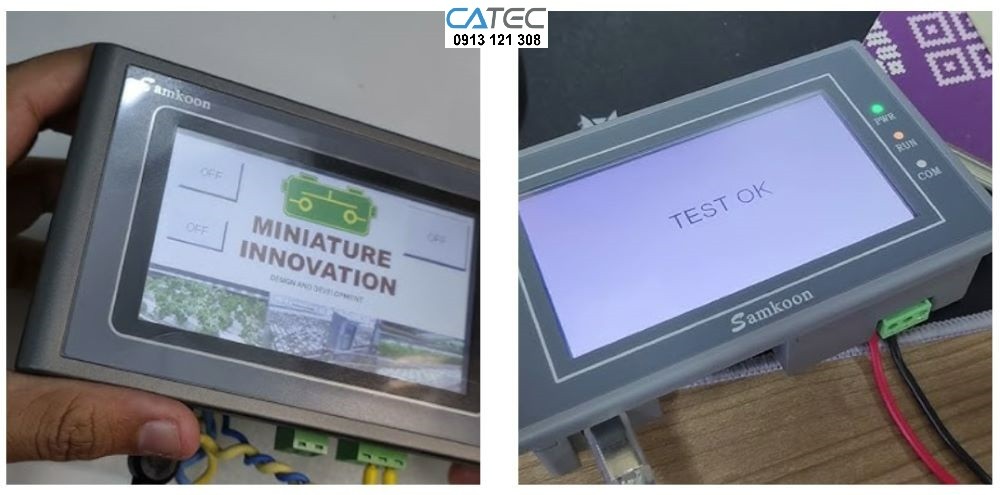 CATEC
0913 121 308
Samkoon
OFF
OFF
OFF
MINIATURE
INNOVATION
DESIGN AND DEVELOPMENT
TEST OK
PWR
RUN
COM
Samkoon